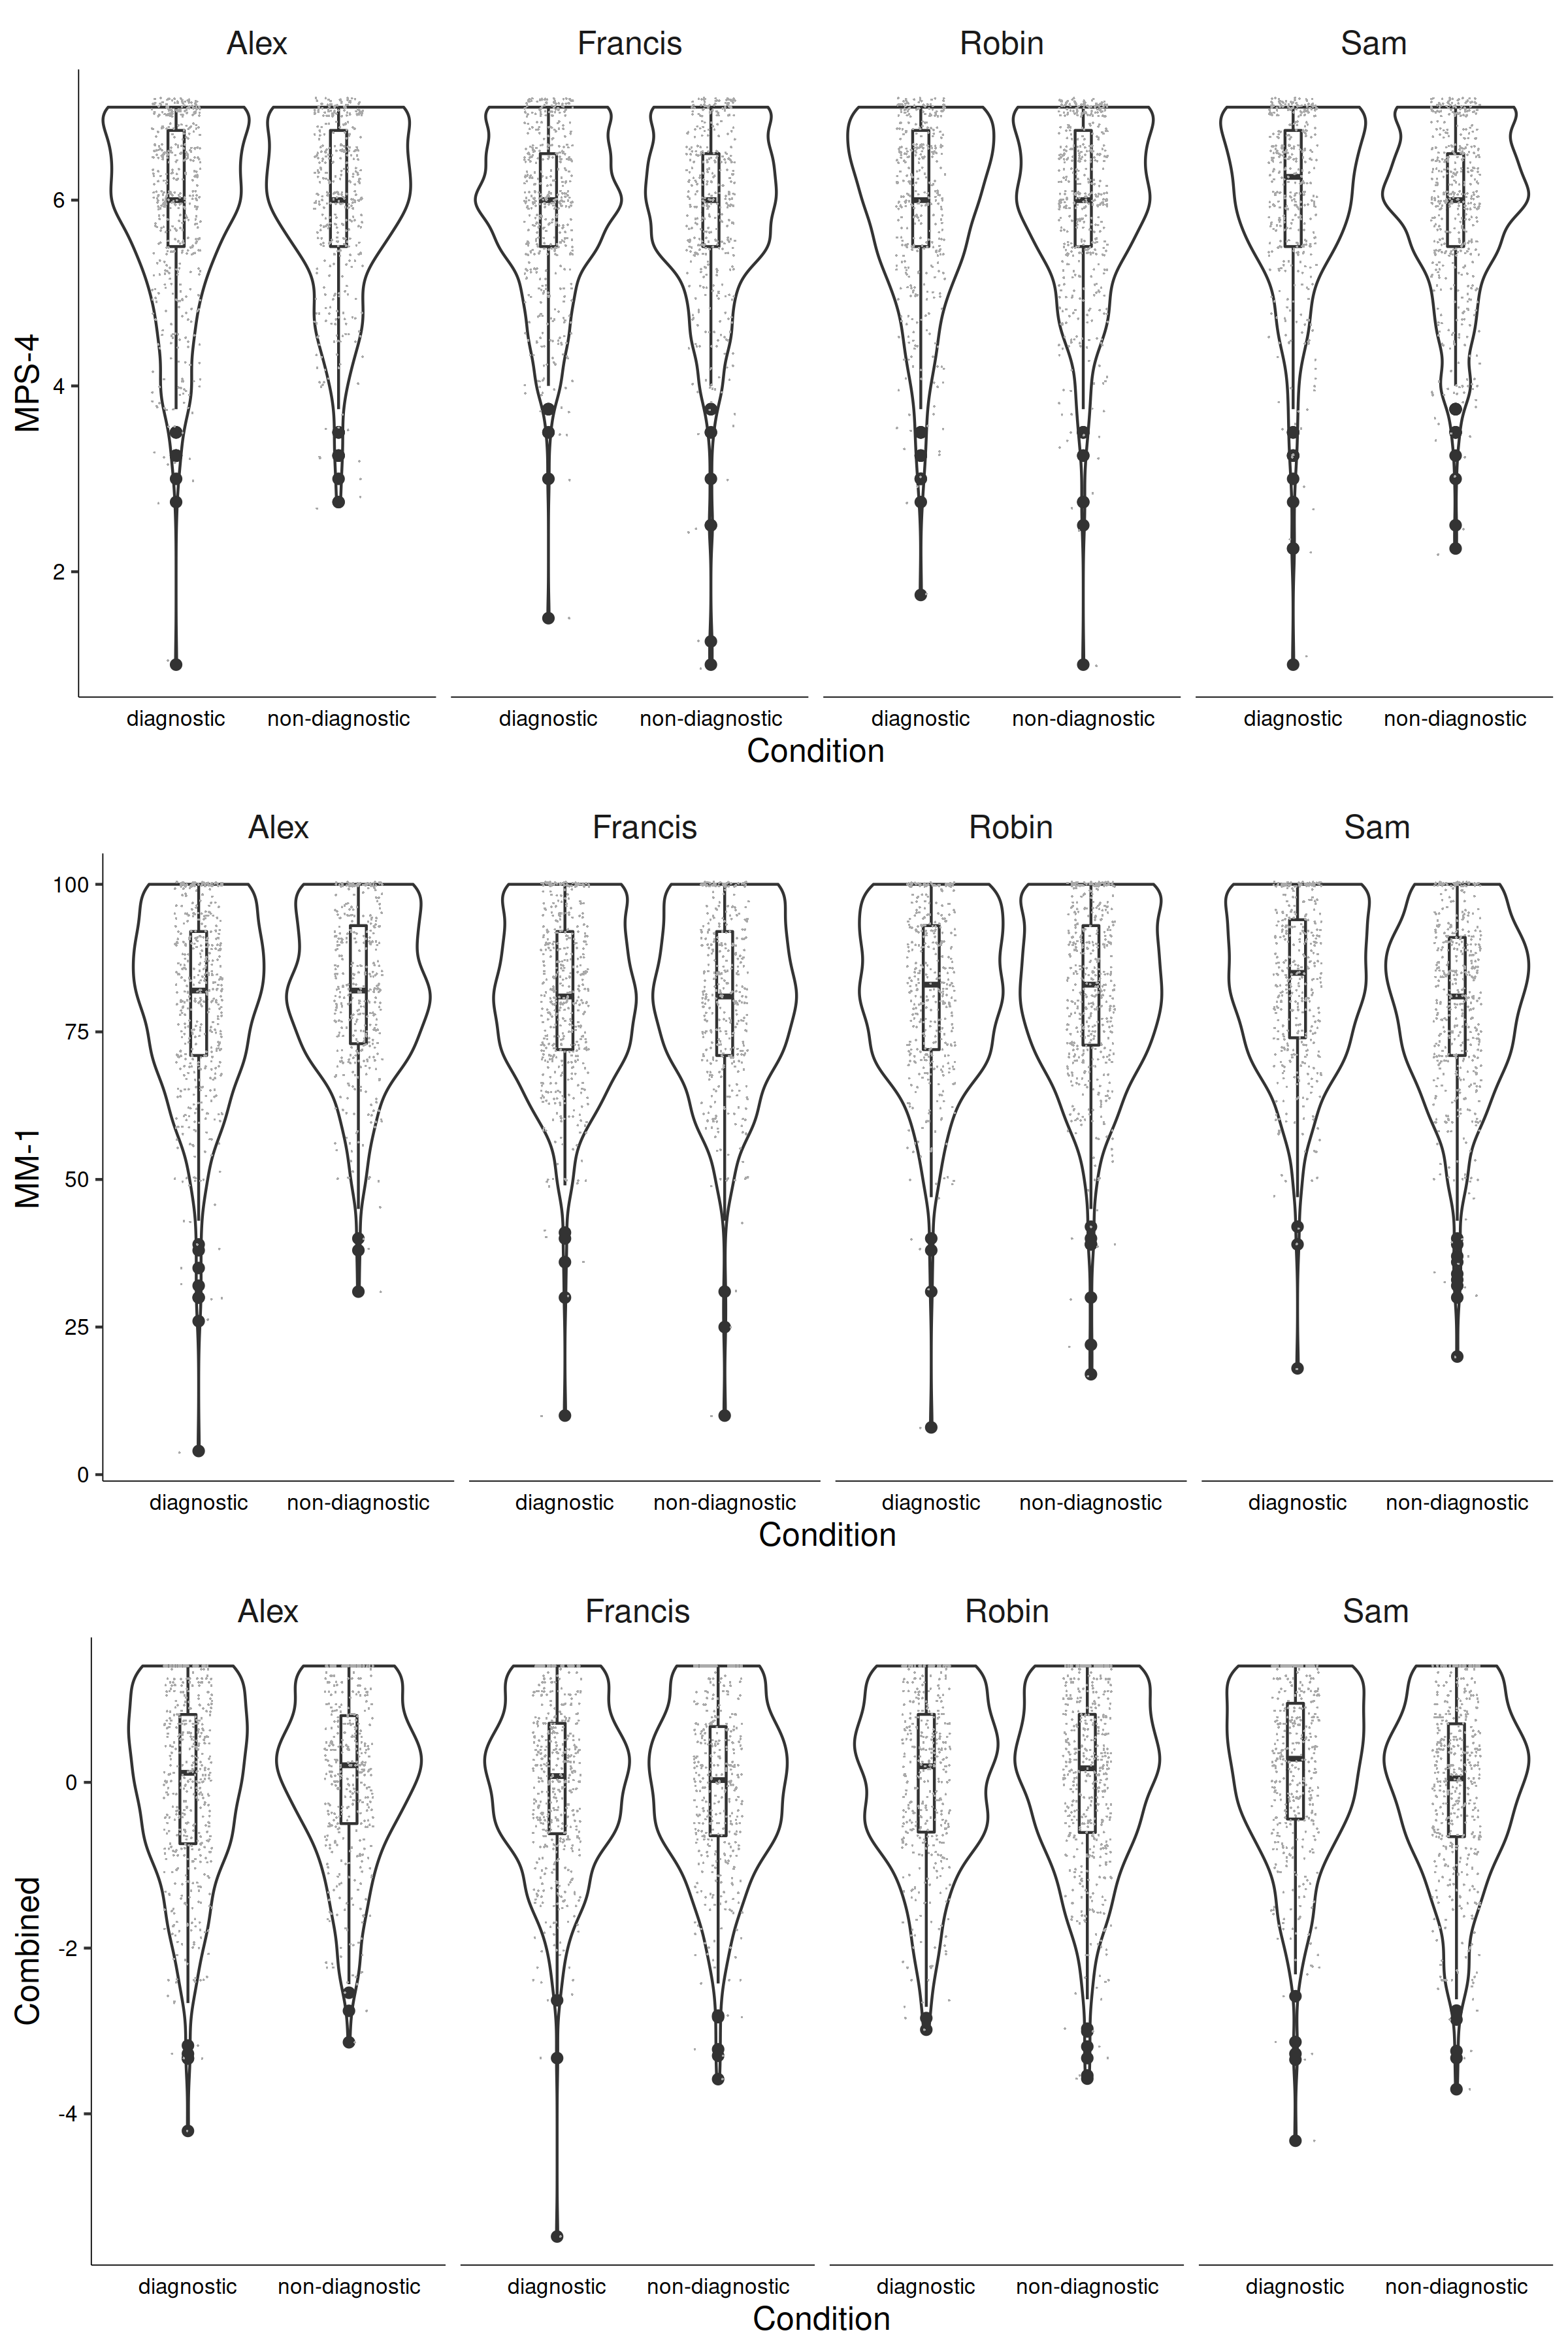 Alex Francis Robin Sam
MPS-4
6
4
2
diagnostic non-diagnostic diagnostic non-diagnostic diagnostic non-diagnostic diagnostic non-diagnostic
Condition
Alex Francis Robin Sam
MM-1
100
75
50
25
0
diagnostic non-diagnostic diagnostic non-diagnostic diagnostic non-diagnostic diagnostic non-diagnostic
Condition
Alex Francis Robin Sam
Combined
0
-2
-4
diagnostic non-diagnostic diagnostic non-diagnostic diagnostic non-diagnostic diagnostic non-diagnostic
Condition